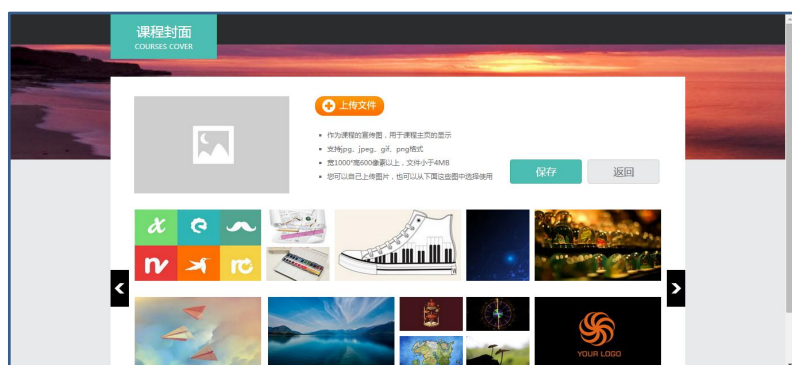 课程封面
COURSES COVER
上传文件
作为课程的宣传图，用于课程主页的显示
支持jpg、jpeg、gif、png格式
宽1000*高600像素以上，文件小于4MB
您可以自己上传图片，也可以从下面这些图中选择使用
保存
返回
YOUR LOGO